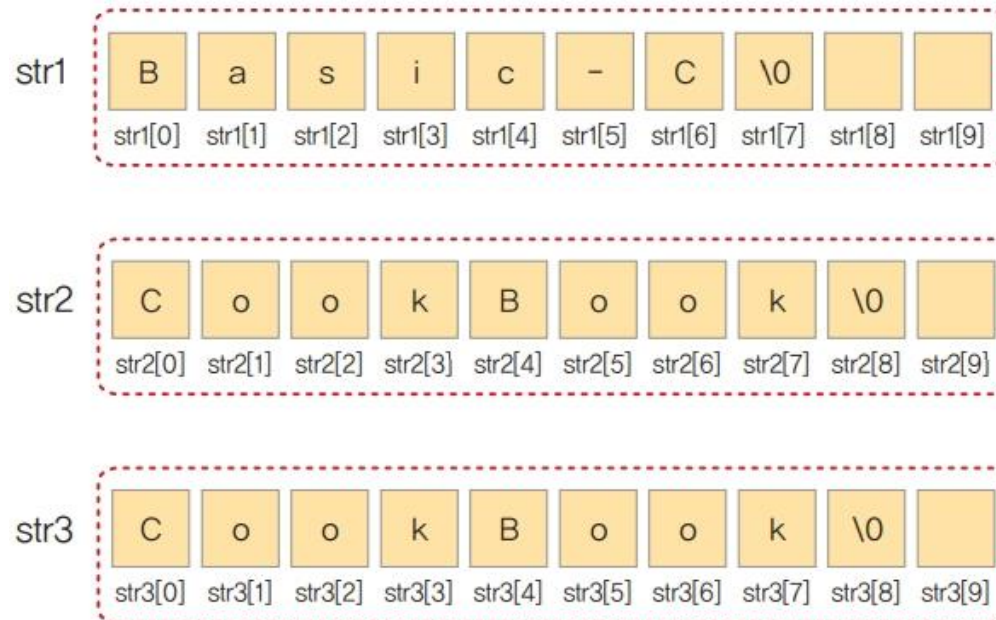 str1 B a s i c - C \0
str1[0] str1[1] str1[2] str1[3] str1[4] str1[5] str1[6] str1[7] str1[8] str1[9]
str2 C o o k B o o k \0
str2[0] str2[1] str2[2] str2[3} str2[4] str2[5] str2[6] str2[7] str2[8] str2[9}
str3 C o o k B o o k \0
str3[0] str3[1] str3[2] str3[3] str3[4] str3[5] str3[6] str3[7] str3[8] str3[9]